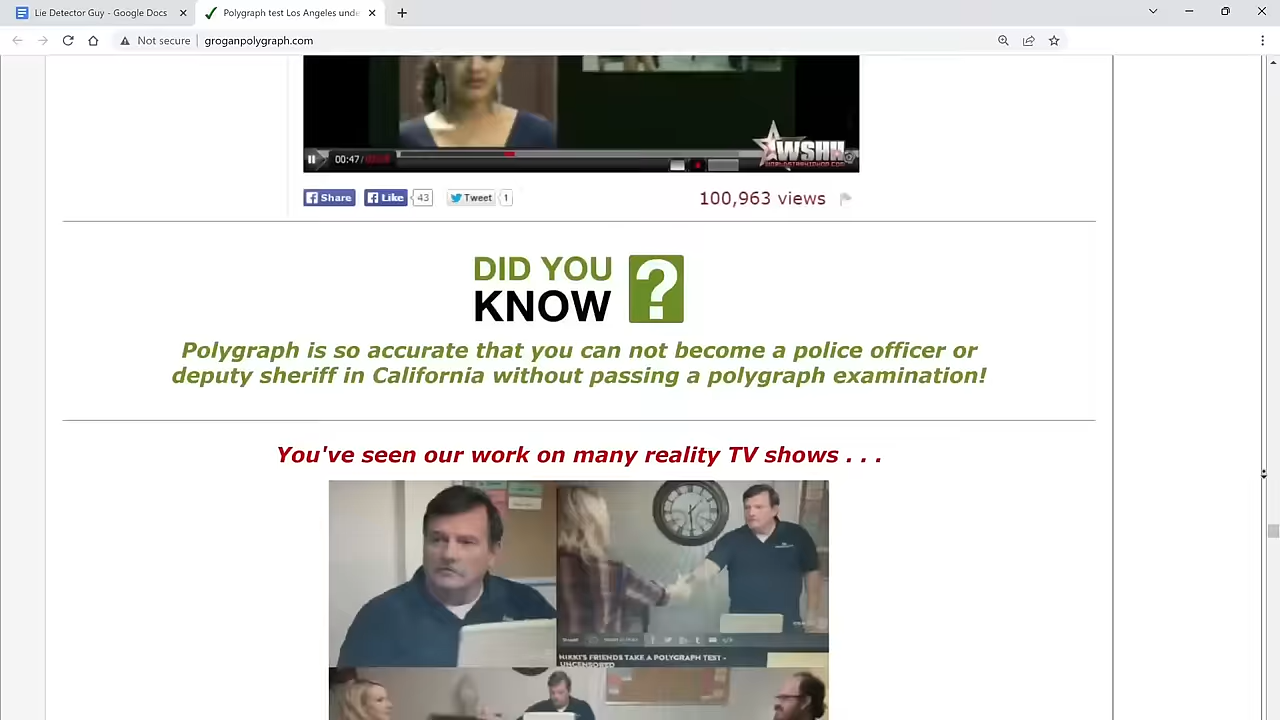 Lie Detector Guy - Google Docs
Polygraph test Los Angeles unde
Not secure
groganpolygraph.com
00:47 /
WSHH
Share
Like
43
Tweet
1
100,963 views
DID YOU
KNOW ?
Polygraph is so accurate that you can not become a police officer or
deputy sheriff in California without passing a polygraph examination!
You've seen our work on many reality TV shows . . .
NIKKI'S FRIENDS TAKE A POLYGRAPH TEST -
UNCENSORED